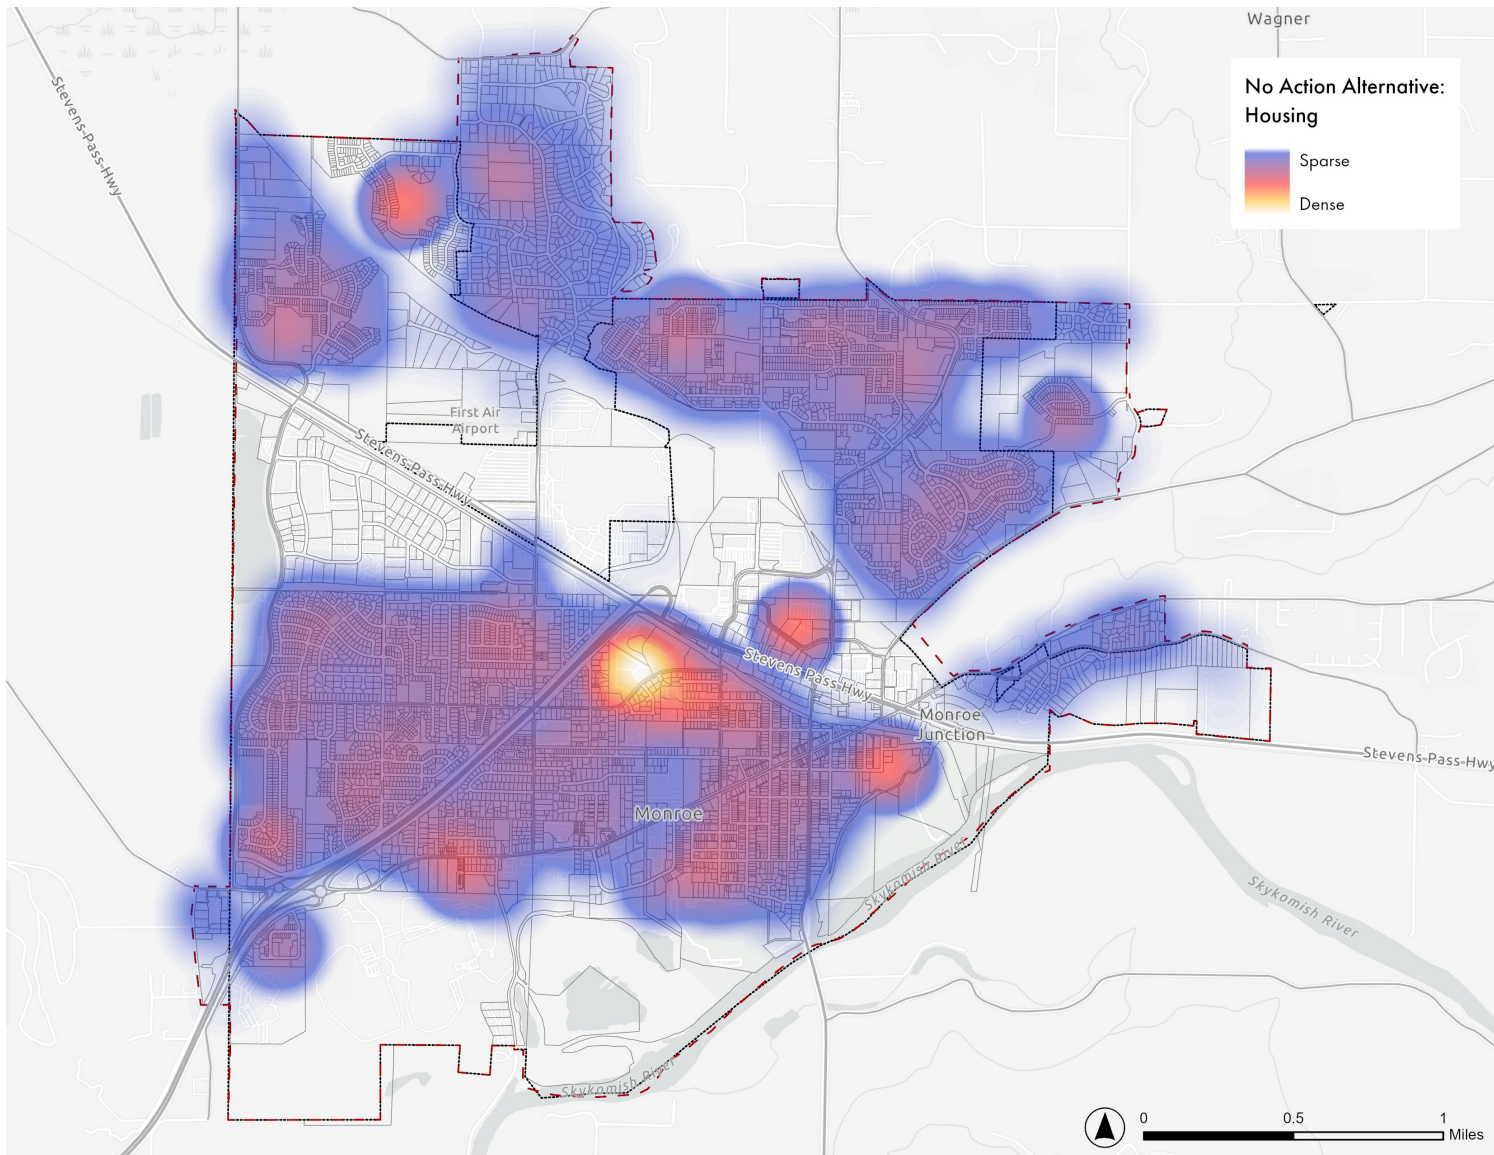 Wagner
No Action Alternative:
Housing
Sparse
Dense
Stevens Pass Hwy
First Air
Airport
Stevens Pass Hwy
Stevens Pass Hwy
Monroe
Junction
Stevens Pass Hwy
Monroe
Skykomish River
Skykomish River
Skykomish River
0 0.5 1
Miles